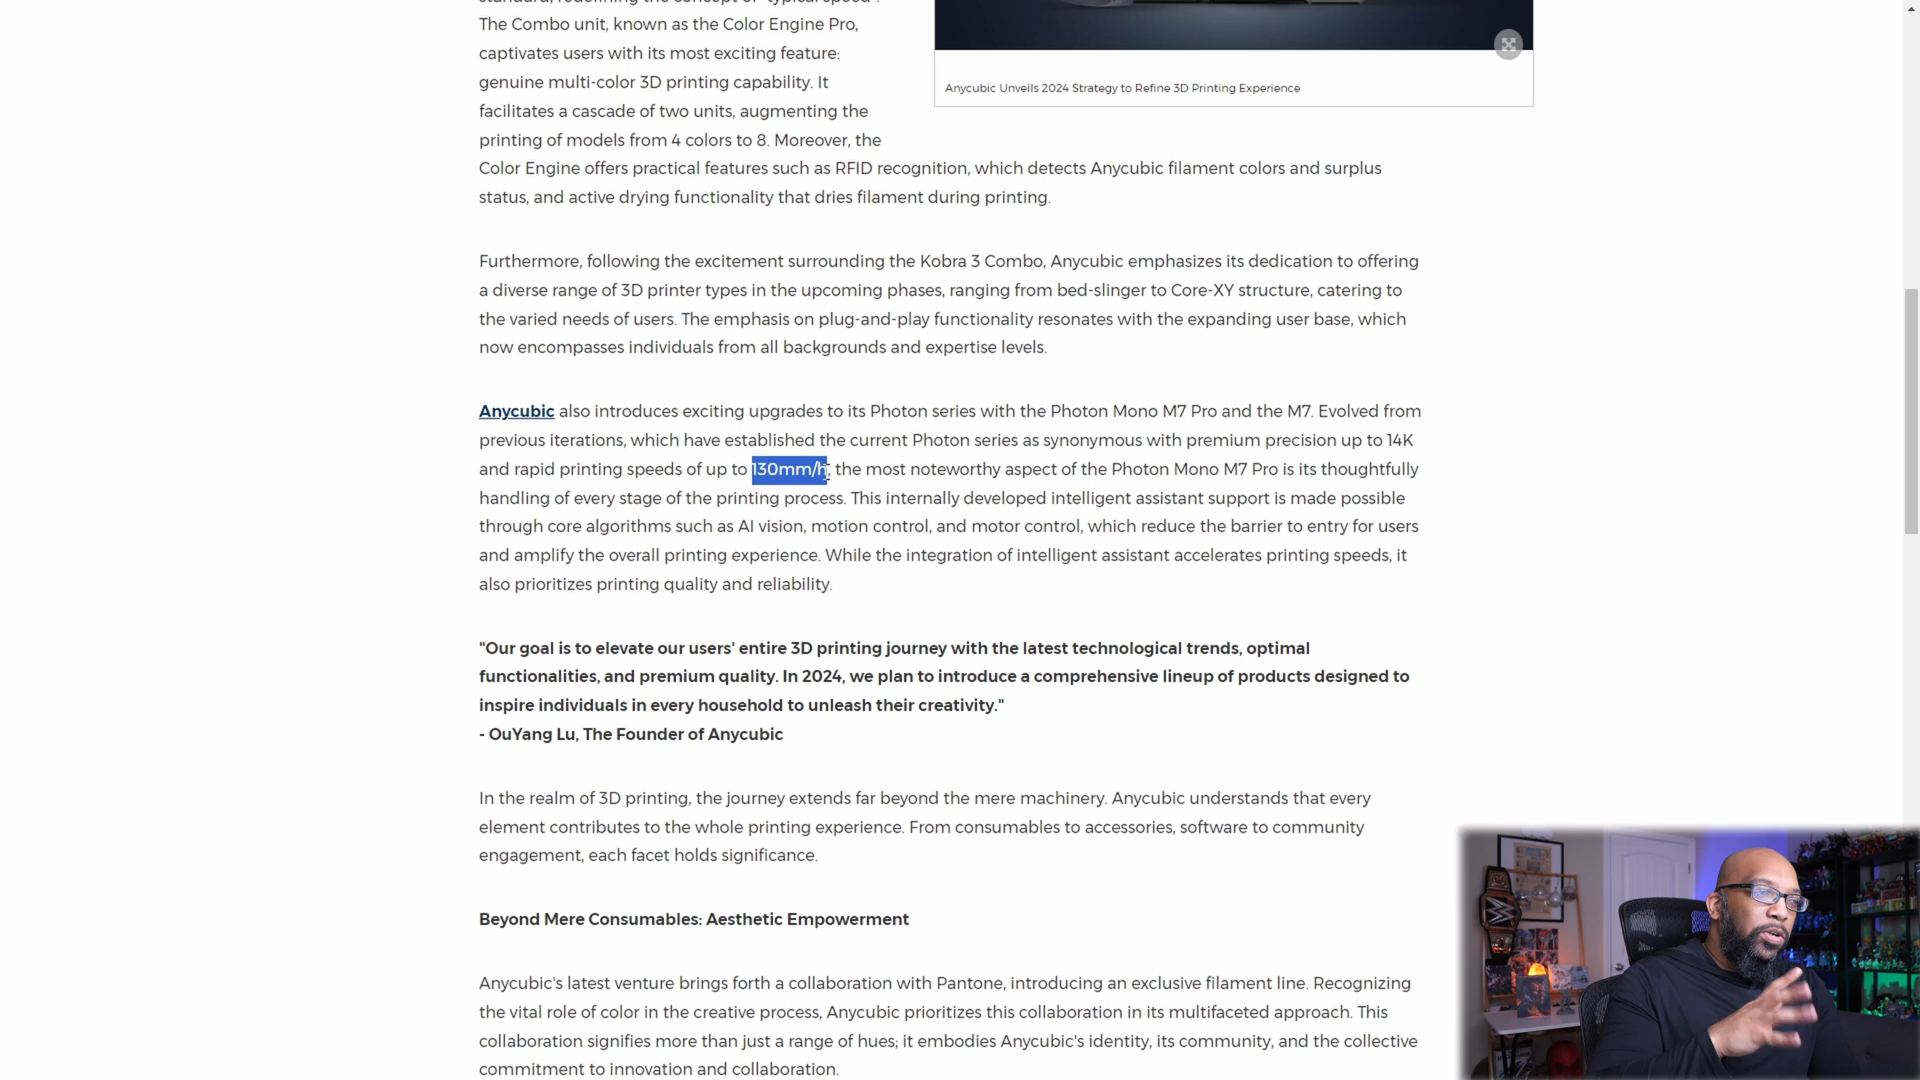 standard, redefining the concept of "typical speed".
The Combo unit, known as the Color Engine Pro,
captivates users with its most exciting feature:
genuine multi-color 3D printing capability. It
facilitates a cascade of two units, augmenting the
printing of models from 4 colors to 8. Moreover, the
Color Engine offers practical features such as RFID recognition, which detects Anycubic filament colors and surplus
status, and active drying functionality that dries filament during printing.
Anycubic Unveils 2024 Strategy to Refine 3D Printing Experience
Furthermore, following the excitement surrounding the Kobra 3 Combo, Anycubic emphasizes its dedication to offering
a diverse range of 3D printer types in the upcoming phases, ranging from bed-slinger to Core-XY structure, catering to
the varied needs of users. The emphasis on plug-and-play functionality resonates with the expanding user base, which
now encompasses individuals from all backgrounds and expertise levels.
Anycubic also introduces exciting upgrades to its Photon series with the Photon Mono M7 Pro and the M7. Evolved from
previous iterations, which have established the current Photon series as synonymous with premium precision up to 14K
and rapid printing speeds of up to 130mm/h, the most noteworthy aspect of the Photon Mono M7 Pro is its thoughtfully
handling of every stage of the printing process. This internally developed intelligent assistant support is made possible
through core algorithms such as AI vision, motion control, and motor control, which reduce the barrier to entry for users
and amplify the overall printing experience. While the integration of intelligent assistant accelerates printing speeds, it
also prioritizes printing quality and reliability.
"Our goal is to elevate our users' entire 3D printing journey with the latest technological trends, optimal
functionalities, and premium quality. In 2024, we plan to introduce a comprehensive lineup of products designed to
inspire individuals in every household to unleash their creativity."
- OuYang Lu, The Founder of Anycubic
In the realm of 3D printing, the journey extends far beyond the mere machinery. Anycubic understands that every
element contributes to the whole printing experience. From consumables to accessories, software to community
engagement, each facet holds significance.
Beyond Mere Consumables: Aesthetic Empowerment
Anycubic's latest venture brings forth a collaboration with Pantone, introducing an exclusive filament line. Recognizing
the vital role of color in the creative process, Anycubic prioritizes this collaboration in its multifaceted approach. This
collaboration signifies more than just a range of hues; it embodies Anycubic's identity, its community, and the collective
commitment to innovation and collaboration.